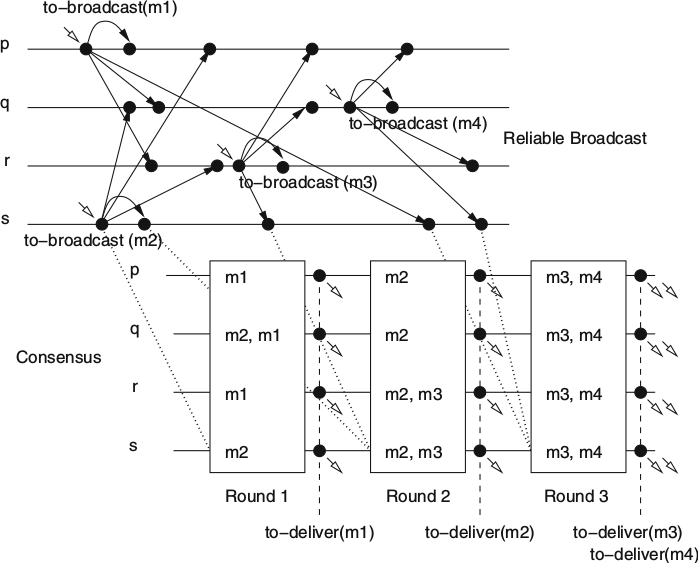 to-broadcast(m1)
p
q
to-broadcast (m4)
Reliable Broadcast
r
to-broadcast (m3)
s
to-broadcast (m2)
p m1 m2 m3, m4
q m2, m1 m2 m3, m4
Consensus
r m1 m2, m3 m3, m4
s m2 m2, m3 m3, m4
Round 1 Round 2 Round 3
to-deliver(m1) to-deliver(m2) to-deliver(m3)
to-deliver(m4)